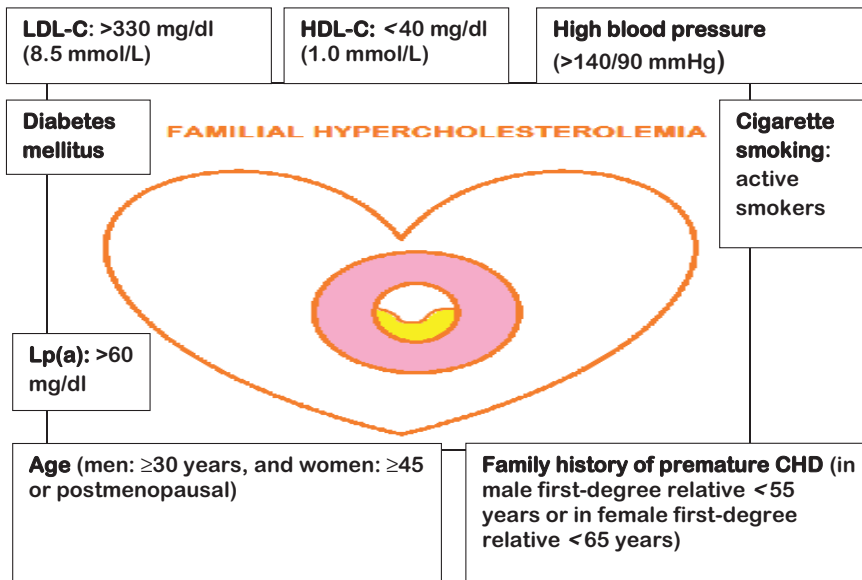 LDL-C: >330 mg/dl
(8.5 mmol/L)
HDL-C: <40 mg/dl
(1.0 mmol/L)
High blood pressure
(>140/90 mmHg)
Diabetes
mellitus
FAMILIAL HYPERCHOLESTEROLEMIA
Cigarette
smoking:
active
smokers
Lp(a): >60
mg/dl
Age (men: ≥30 years, and women: ≥45
or postmenopausal)
Family history of premature CHD (in
male first-degree relative <55
years or in female first-degree
relative <65 years)